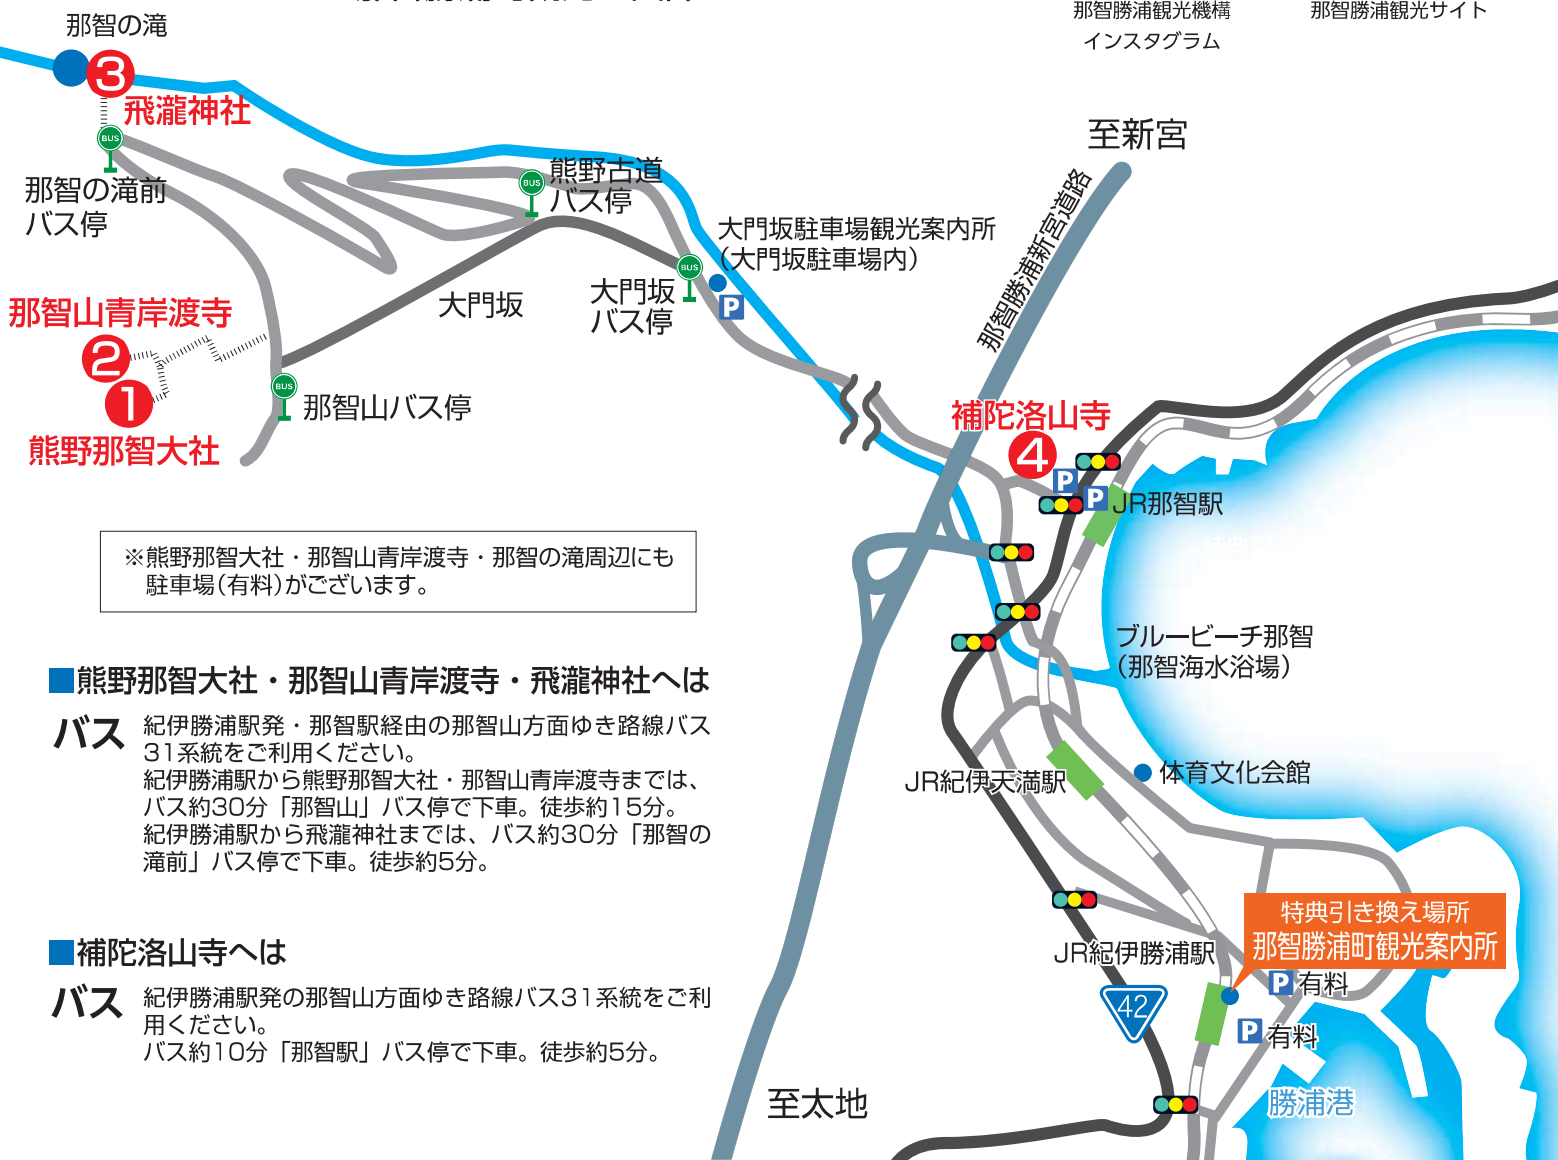 那智勝浦観光機構
インスタグラム
那智勝浦観光サイト
那智の滝
3
飛瀧神社
BUS
那智の滝前
バス停
BUS
熊野古道
バス停
至新宮
那智勝浦新宮道路
大門坂駐車場観光案内所
（大門坂駐車場内）
P
BUS
大門坂
バス停
大門坂
那智山青岸渡寺
2
1
熊野那智大社
BUS
那智山バス停
補陀洛山寺
4
P
P
JR那智駅
※熊野那智大社・那智山青岸渡寺・那智の滝周辺にも
駐車場（有料）がございます。
ブルービーチ那智
（那智海水浴場）
■熊野那智大社・那智山青岸渡寺・飛瀧神社へは
バス
紀伊勝浦駅発・那智駅経由の那智山方面ゆき路線バス
31系統をご利用ください。
紀伊勝浦駅から熊野那智大社・那智山青岸渡寺までは、
バス約30分「那智山」バス停で下車。徒歩約15分。
紀伊勝浦駅から飛瀧神社までは、バス約30分「那智の
滝前」バス停で下車。徒歩約5分。
JR紀伊天満駅
体育文化会館
■補陀洛山寺へは
バス
紀伊勝浦駅発の那智山方面ゆき路線バス31系統をご利
用ください。
バス約10分「那智駅」バス停で下車。徒歩約5分。
特典引き換え場所
那智勝浦町観光案内所
JR紀伊勝浦駅
P 有料
42
P 有料
至太地
勝浦港